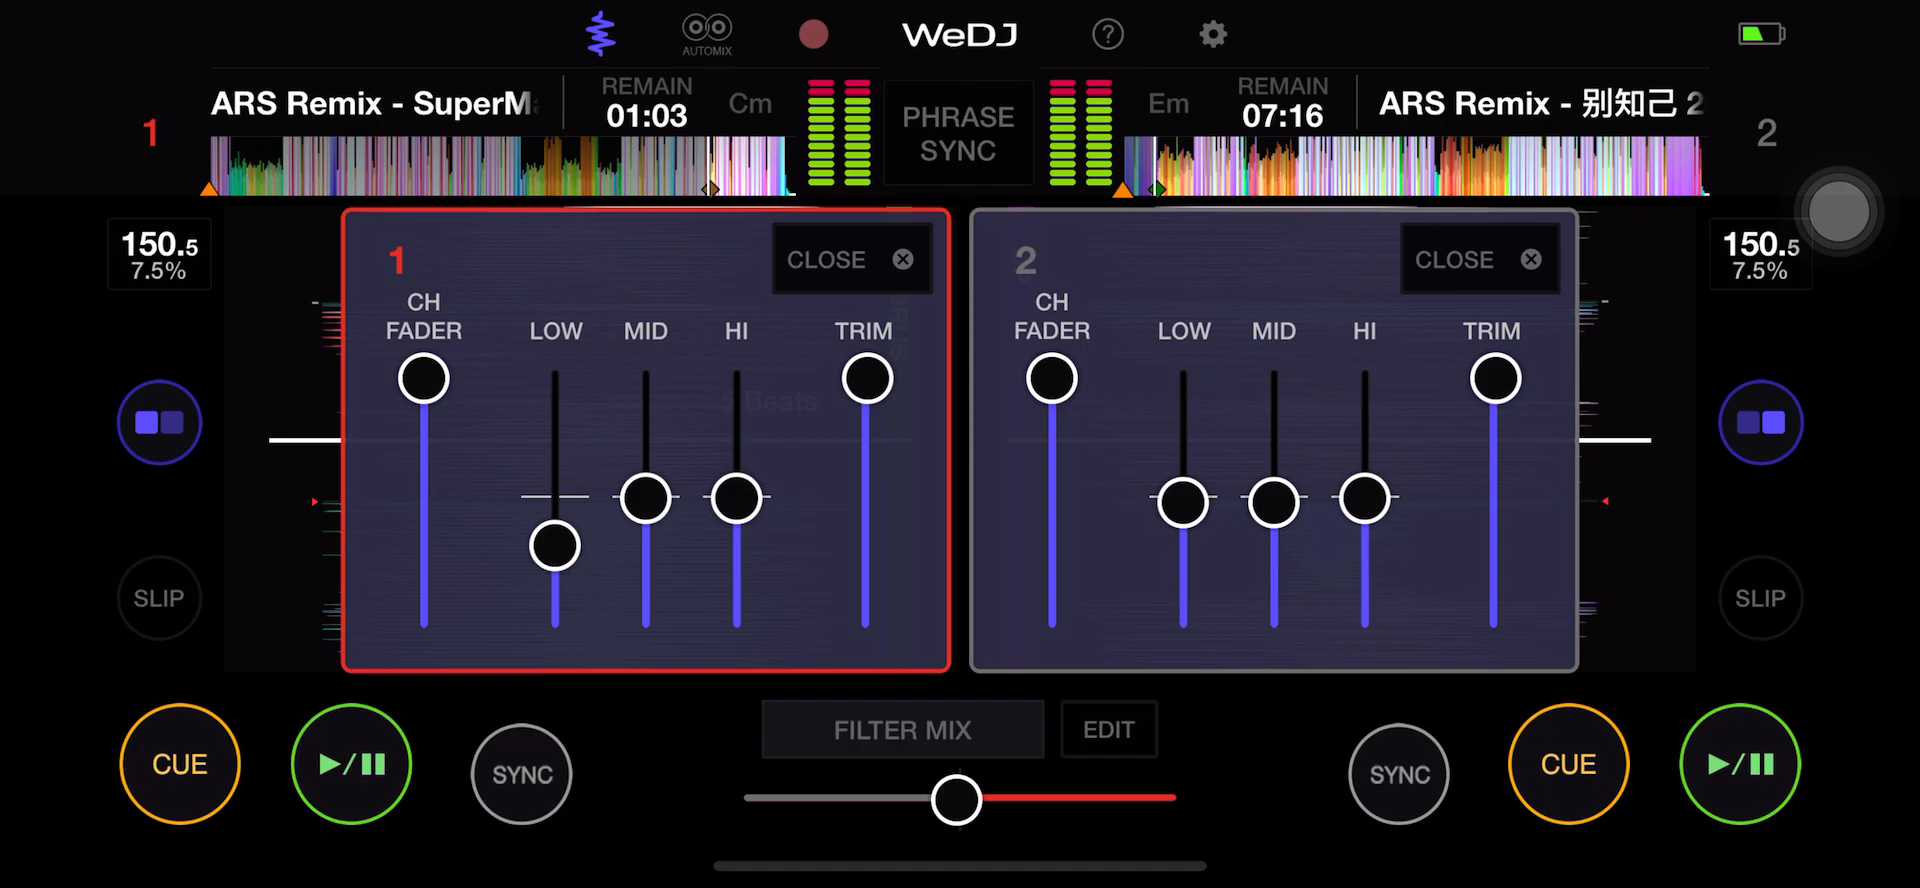 AUTOMIX
WeDJ
?
1
ARS Remix - SuperM
REMAIN
01:03
Cm
PHRASE
SYNC
Em
REMAIN
07:16
ARS Remix - 别知己 2
2
150.5
7.5%
1
CLOSE
CH
FADER
LOW
MID
HI
TRIM
5 Beats
2
CLOSE
CH
FADER
LOW
MID
HI
TRIM
150.5
7.5%
SLIP
SLIP
CUE
SYNC
FILTER MIX
EDIT
SYNC
CUE